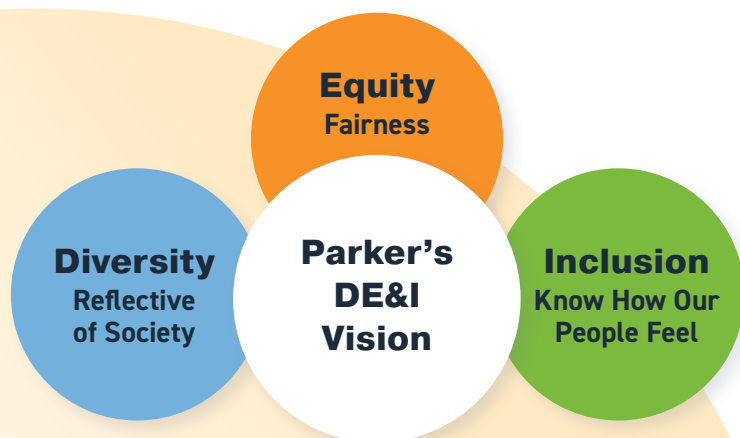 Equity
Fairness
Diversity
Reflective
of Society
Parker’s
DE&I
Vision
Inclusion
Know How Our
People Feel